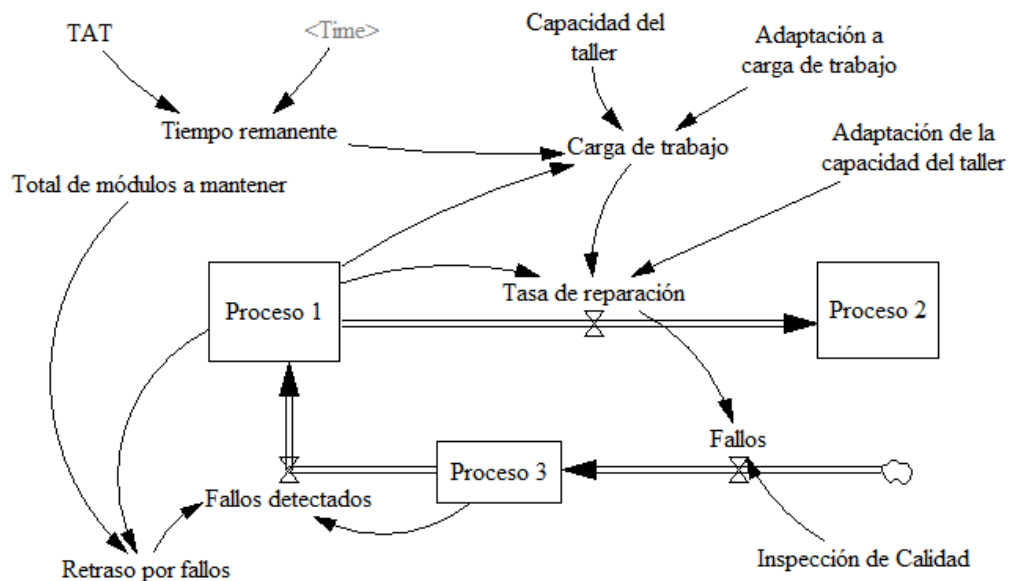 TAT
<Time>
Capacidad del
taller
Adaptación a
carga de trabajo
Tiempo remanente
Carga de trabajo
Adaptación de la
capacidad del taller
Total de módulos a mantener
Proceso 1
Tasa de reparación
Proceso 2
Fallos
Proceso 3
Fallos detectados
Retraso por fallos
Inspección de Calidad